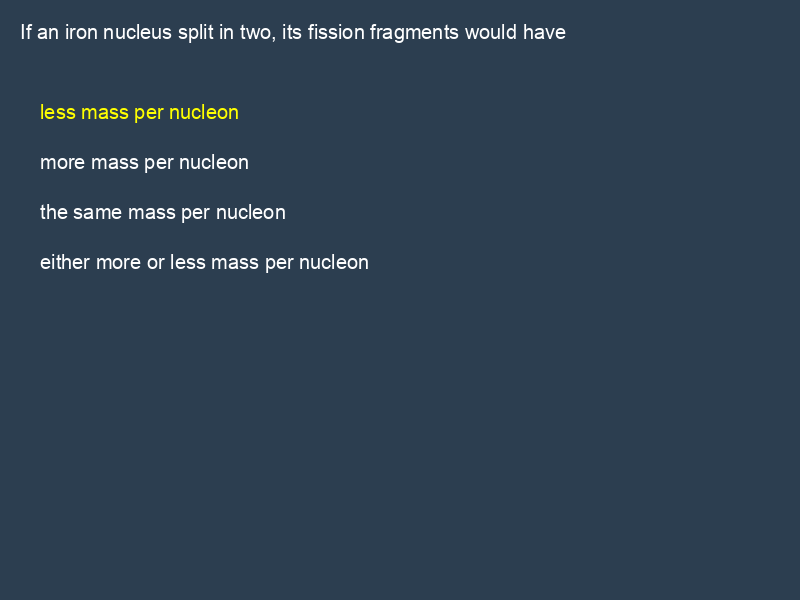 If an iron nucleus split in two, its fission fragments would have
less mass per nucleon
more mass per nucleon
the same mass per nucleon
either more or less mass per nucleon